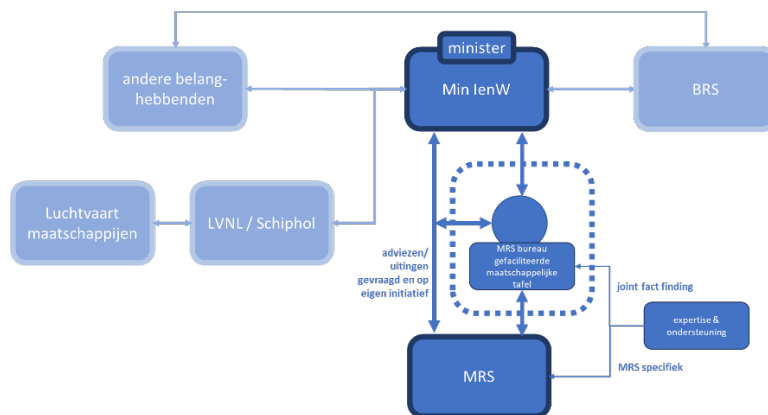 minister
andere belang-
hebbenden
Min IenW
BRS
Luchtvaart
maatschappijen
LVNL / Schiphol
adviezen/
uitingen
gevraagd en op
eigen initiatief
MRS bureau
gefaciliteerde
maatschappelijke
tafel
joint fact finding
expertise &
ondersteuning
MRS specifiek
MRS